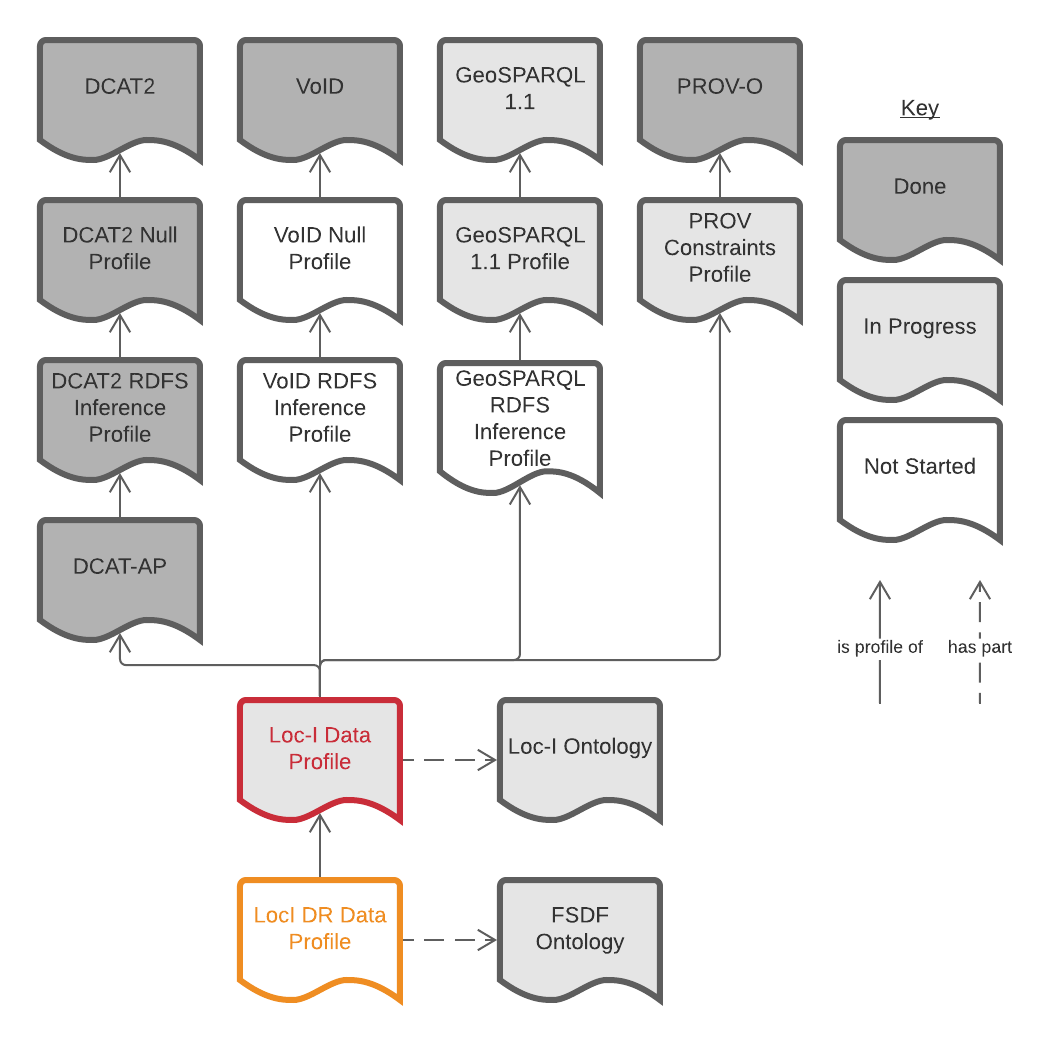 DCAT2
VoID
GeoSPARQL
1.1
PROV-O
Key
Done
DCAT2 Null
Profile
VoID Null
Profile
GeoSPARQL
1.1 Profile
PROV
Constraints
Profile
In Progress
DCAT2 RDFS
Inference
Profile
VoID RDFS
Inference
Profile
GeoSPARQL
RDFS
Inference
Profile
Not Started
DCAT-AP
is profile of
has part
Loc-I Data
Profile
Loc-I Ontology
LocI DR Data
Profile
FSDF
Ontology